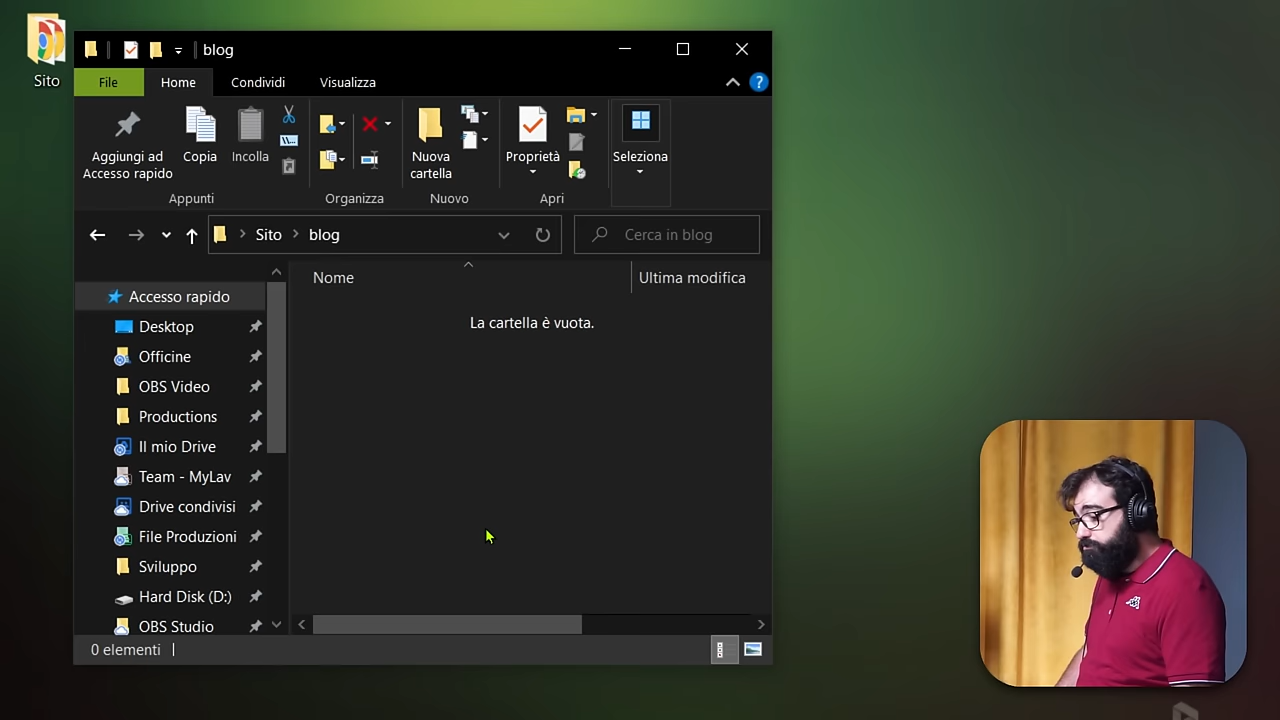 Sito
blog
File
Home
Condividi
Visualizza
Aggiungi ad
Accesso rapido
Copia
Incolla
Appunti
Organizza
Nuova
cartella
Nuovo
Proprietà
Apri
Seleziona
Sito
blog
Cerca in blog
Nome
Ultima modifica
La cartella è vuota.
Accesso rapido
Desktop
Officine
OBS Video
Productions
Il mio Drive
Team - MyLav
Drive condivisi
File Produzioni
Sviluppo
Hard Disk (D:)
OBS Studio
0 elementi